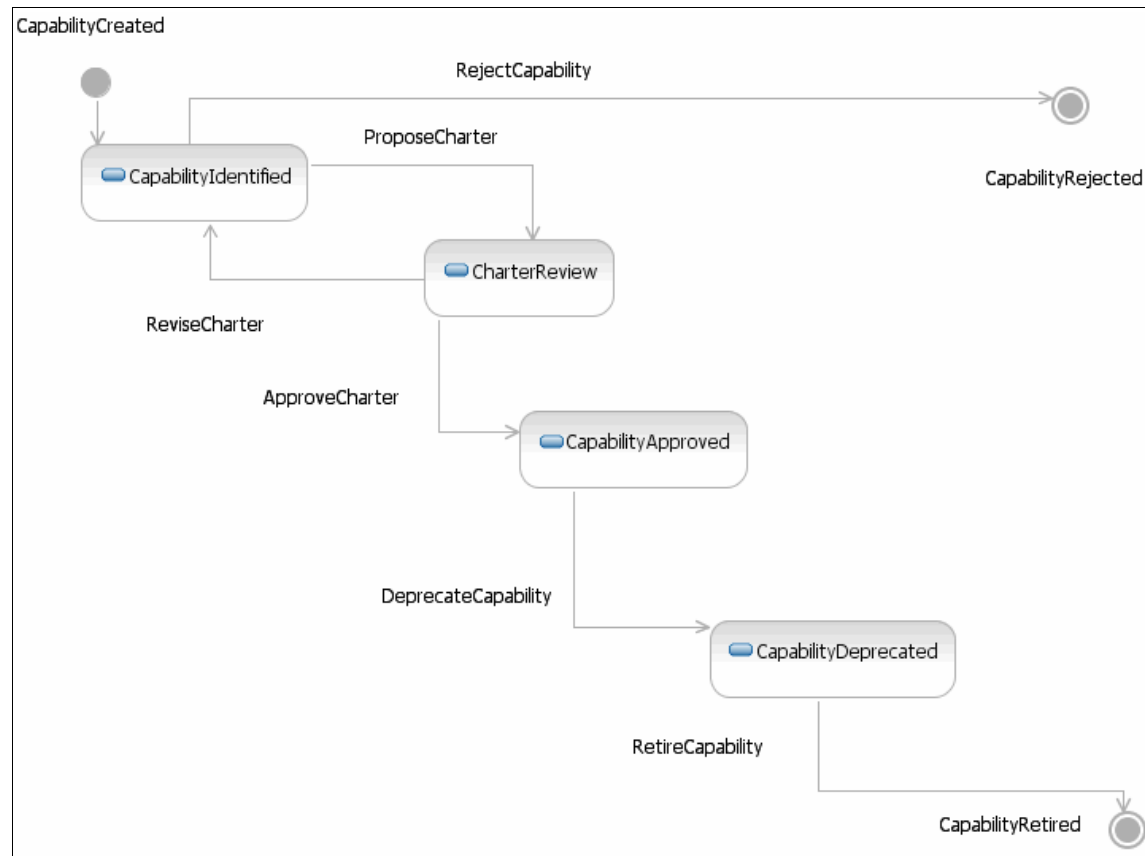 CapabilityCreated
RejectCapability
ProposeCharter
CapabilityIdentified
CapabilityRejected
CharterReview
ReviseCharter
ApproveCharter
CapabilityApproved
DeprecateCapability
CapabilityDeprecated
RetireCapability
CapabilityRetired